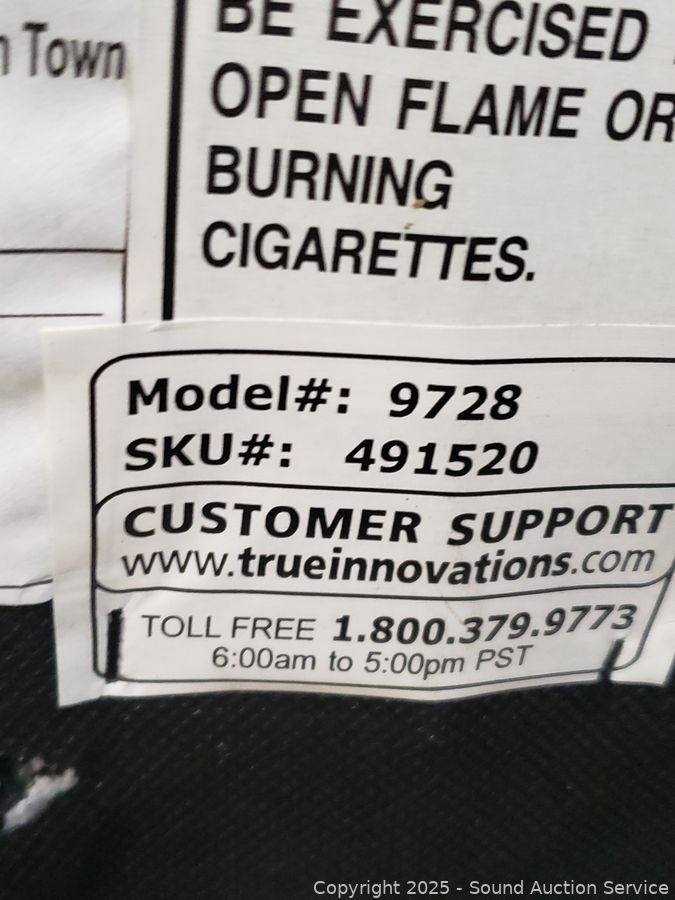 Town
BE EXERCISED
OPEN FLAME OR
BURNING
CIGARETTES.
Model#: 9728
SKU#: 491520
CUSTOMER SUPPORT
www.trueinnovations.com
TOLL FREE 1.800.379.9773
6:00am to 5:00pm PST
Copyright 2025 - Sound Auction Service